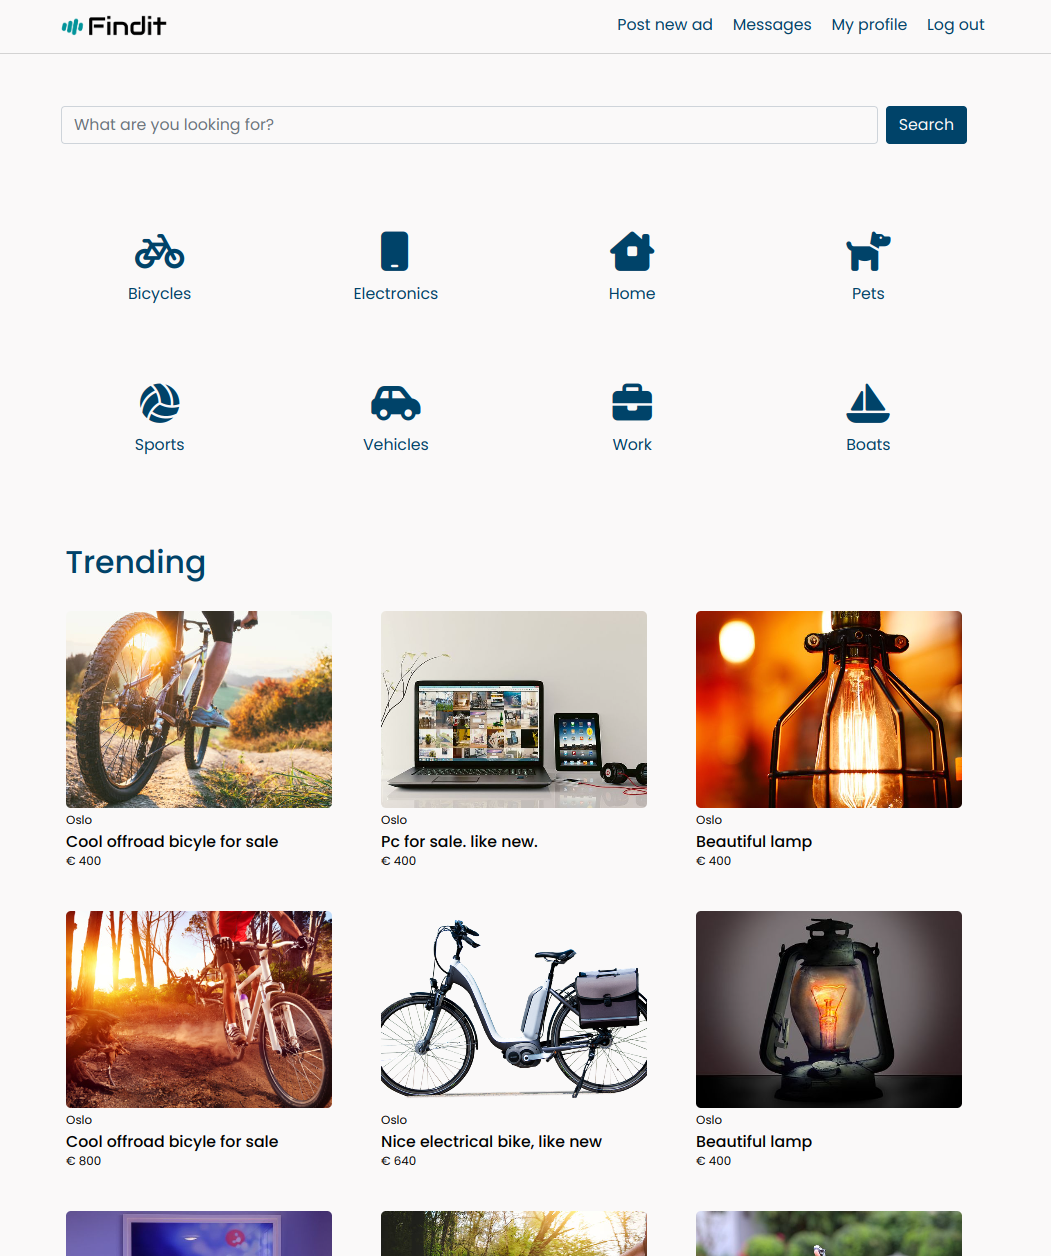 Findit
Post new ad Messages My profile Log out
What are you looking for? Search
Bicycles Electronics Home Pets
Sports Vehicles Work Boats
Trending
Oslo Oslo Oslo
Cool offroad bicyle for sale Pc for sale. like new. Beautiful lamp
€ 400 € 400 € 400
Oslo Oslo Oslo
Cool offroad bicyle for sale Nice electrical bike, like new Beautiful lamp
€ 800 € 640 € 400